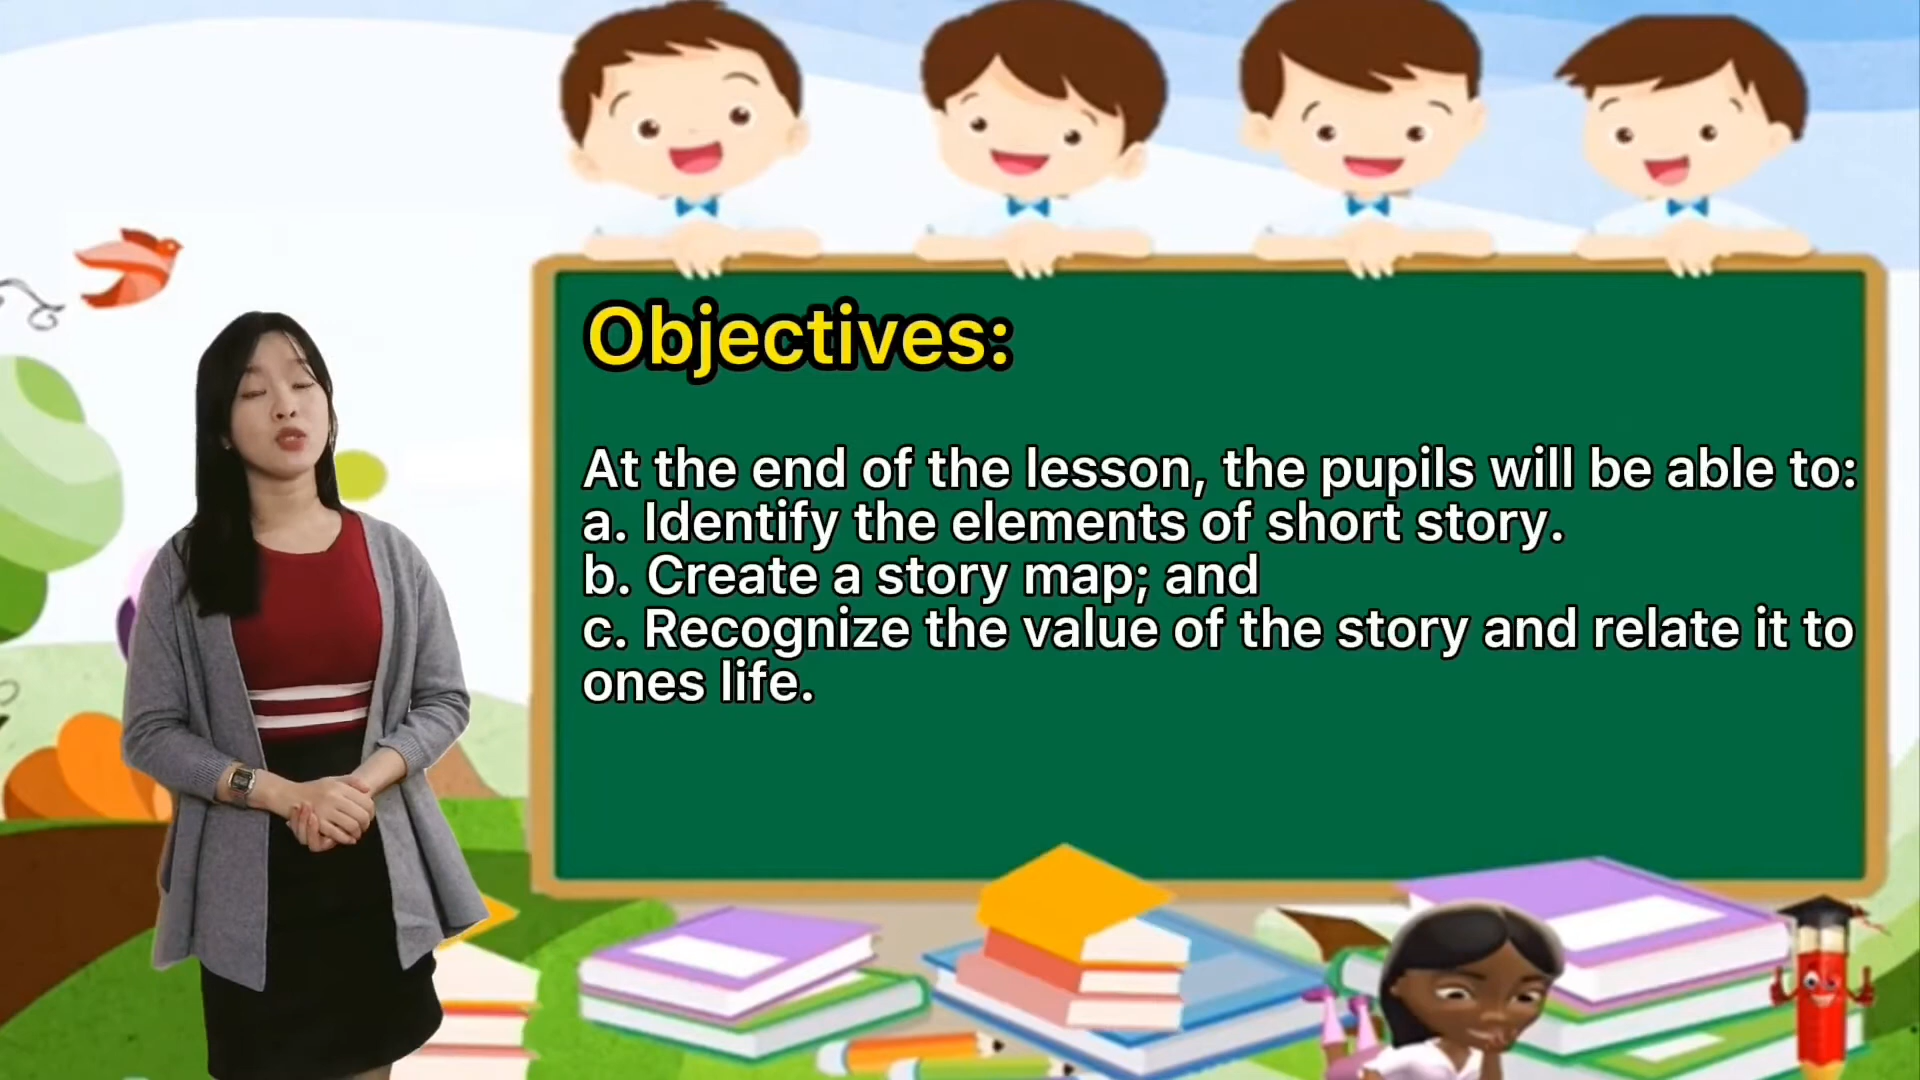 Objectives:
At the end of the lesson, the pupils will be able to:
a. Identify the elements of short story.
b. Create a story map; and
c. Recognize the value of the story and relate it to
ones life.